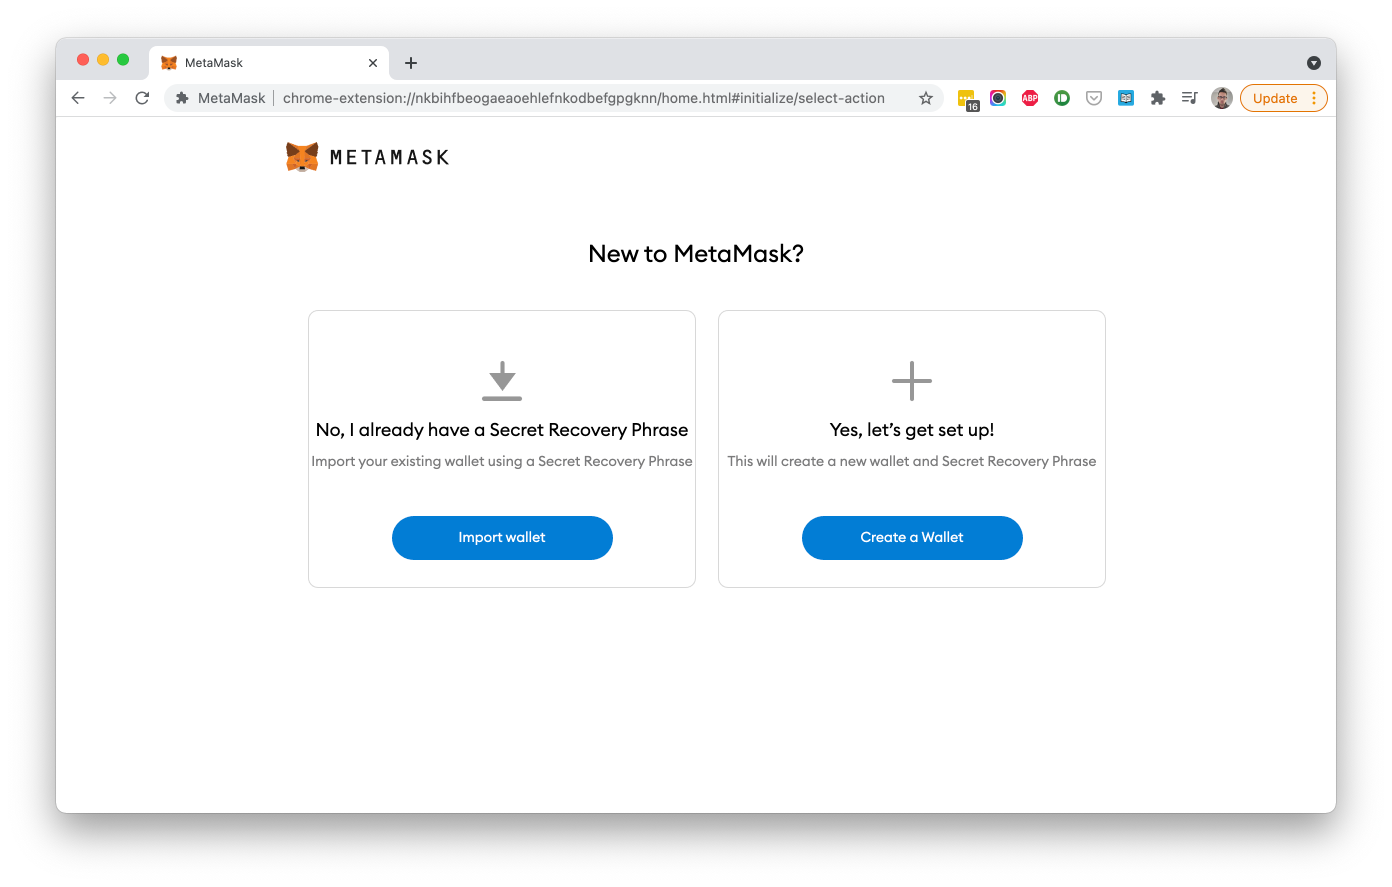 MetaMask
MetaMask
chrome-extension://nkbihfbeogaeaoehlefnkodbefgpgknn/home.html#initialize/select-action
16
ABP
Update
METAMASK
New to MetaMask?
No, I already have a Secret Recovery Phrase
Import your existing wallet using a Secret Recovery Phrase
Import wallet
Yes, let’s get set up!
This will create a new wallet and Secret Recovery Phrase
Create a Wallet